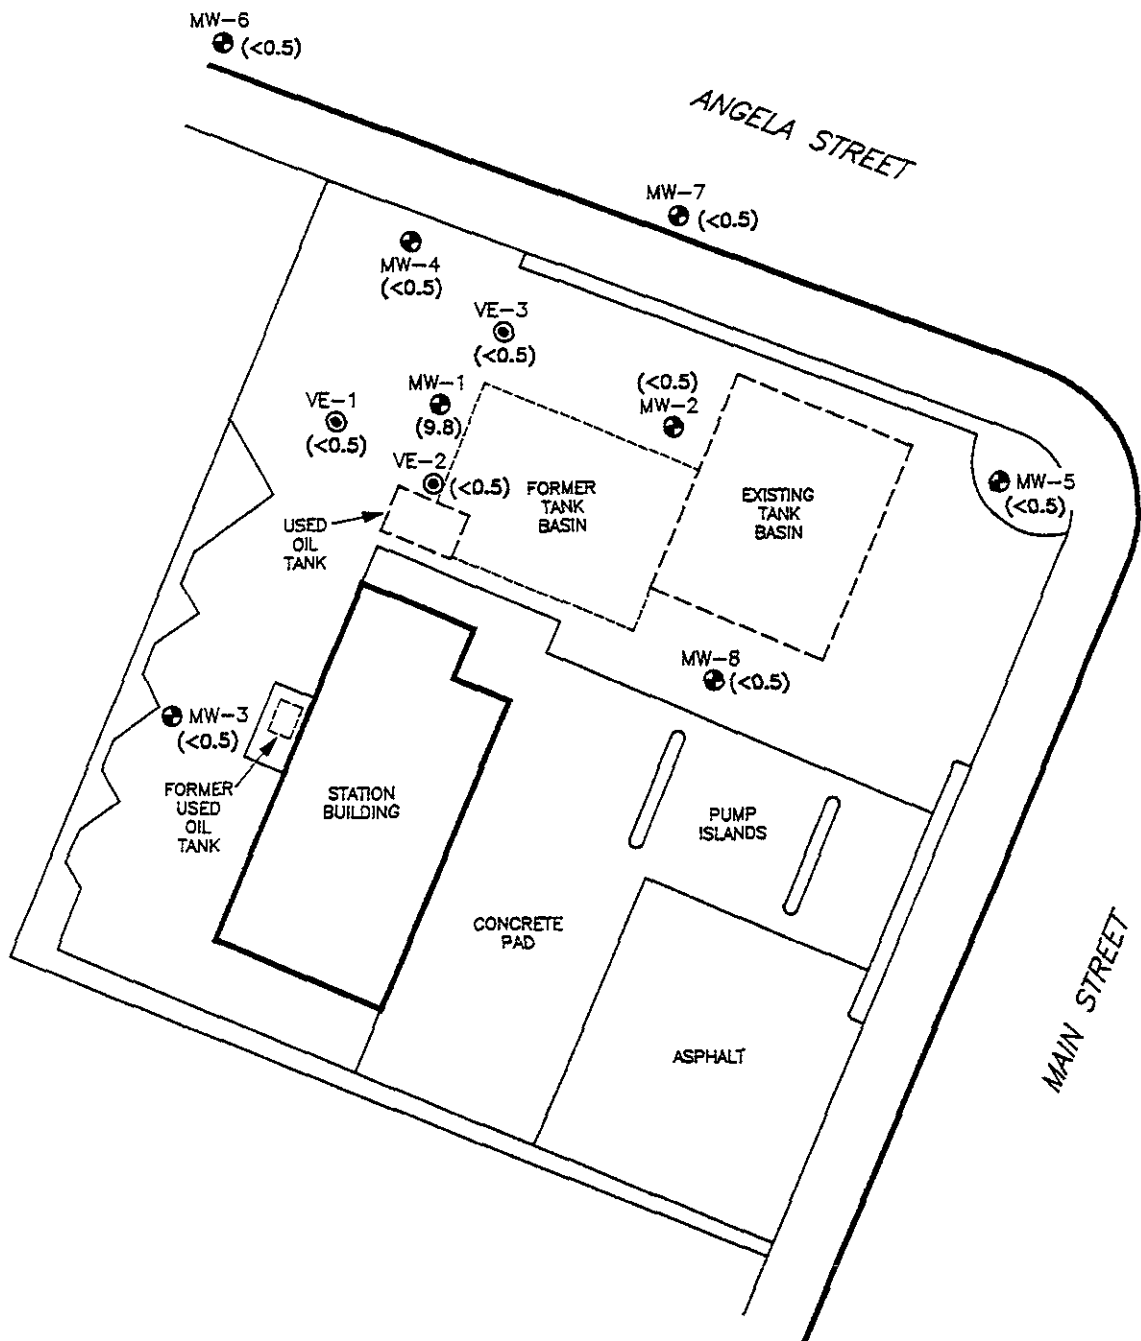 MW-6
(<0.5)
ANGELA STREET
MW-7
(<0.5)
MW-4
(<0.5)
VE-3
(<0.5)
MW-1
(9.8)
(<0.5)
MW-2
VE-1
(<0.5)
VE-2
(<0.5)
FORMER
TANK
BASIN
EXISTING
TANK
BASIN
MW-5
(<0.5)
USED
OIL
TANK
MW-8
(<0.5)
MW-3
(<0.5)
FORMER
USED
OIL
TANK
STATION
BUILDING
PUMP
ISLANDS
CONCRETE
PAD
ASPHALT
MAIN STREET